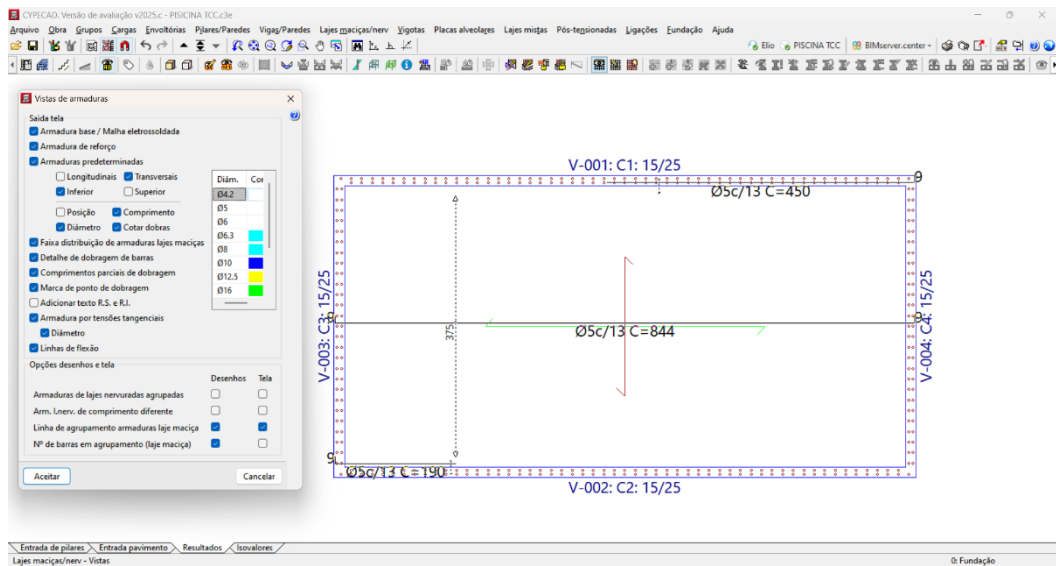 CYPECAD. Versão de avaliação v2025.c - PISICINA TCC.c3e
Arquivo Obra Grupos Cargas Envoltórias Pilares/Paredes Vigas/Paredes Lajes maciças/nerv Vigotas Placas alveolares Lajes mistas Pós-tensionadas Ligações Fundação Ajuda
Elio PISCINA TCC BIMserver.center
Vistas de armaduras
Saída tela
Armadura base / Malha eletrossoldada
Armadura de reforço
Armaduras predeterminadas
Longitudinais Transversais
Inferior Superior
Posição Comprimento
Diâmetro Cotar dobras
Diâm. Cor
Ø4.2
Ø5
Ø6
Ø6.3
Ø8
Ø10
Ø12.5
Ø16
Faixa distribuição de armaduras lajes maciças
Detalhe de dobragem de barras
Comprimentos parciais de dobragem
Marca de ponto de dobragem
Adicionar texto R.S. e R.I.
Armadura por tensões tangenciais
Diâmetro
Linhas de flexão
Opções desenhos e tela
Desenhos Tela
Armaduras de lajes nervuradas agrupadas
Arm. l.nerv. de comprimento diferente
Linha de agrupamento armaduras laje maciça
Nº de barras em agrupamento (laje maciça)
Aceitar Cancelar
V-001: C1: 15/25
9
Ø5c/13 C=450
V-003: C3: 15/25
9
375
Ø5c/13 C=844
9
V-004: C4: 15/25
9
Ø5c/13 C=190
V-002: C2: 15/25
Entrada de pilares Entrada pavimento Resultados Isovalores
Lajes maciças/nerv - Vistas 0: Fundação